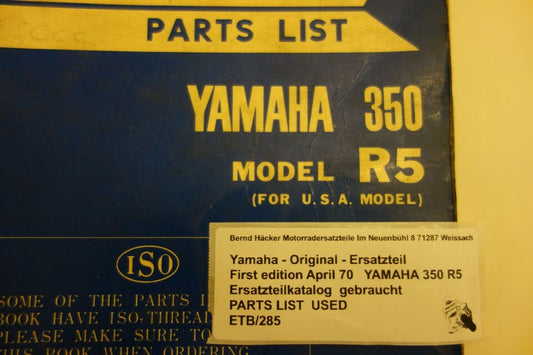 PARTS LIST
YAMAHA 350
MODEL R5
(FOR U.S.A. MODEL)
ISO
Bernd Häcker Motorradersatzteile Im Neuenbühl 8 71287 Weissach
Yamaha - Original - Ersatzteil
First edition April 70 YAMAHA 350 R5
Ersatzteilkatalog gebraucht
PARTS LIST USED
ETB/285
SOME OF THE PARTS I
BOOK HAVE ISO-THREAD
PLEASE MAKE SURE TO
THIS BOOK WHEN ORDERING